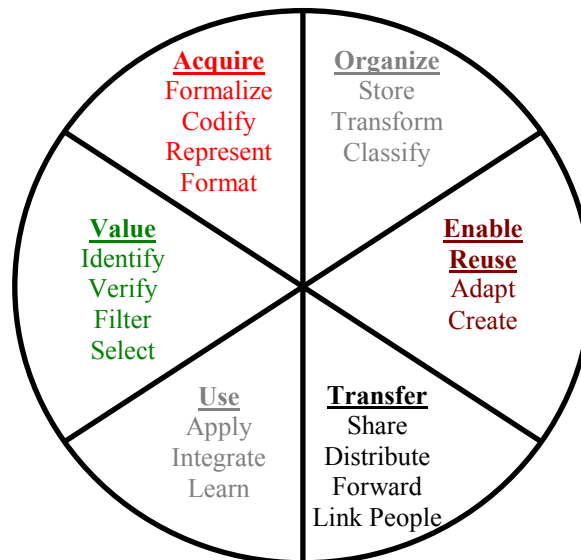 Acquire
Formalize
Codify
Represent
Format
Organize
Store
Transform
Classify
Enable
Reuse
Adapt
Create
Transfer
Share
Distribute
Forward
Link People
Use
Apply
Integrate
Learn
Value
Identify
Verify
Filter
Select